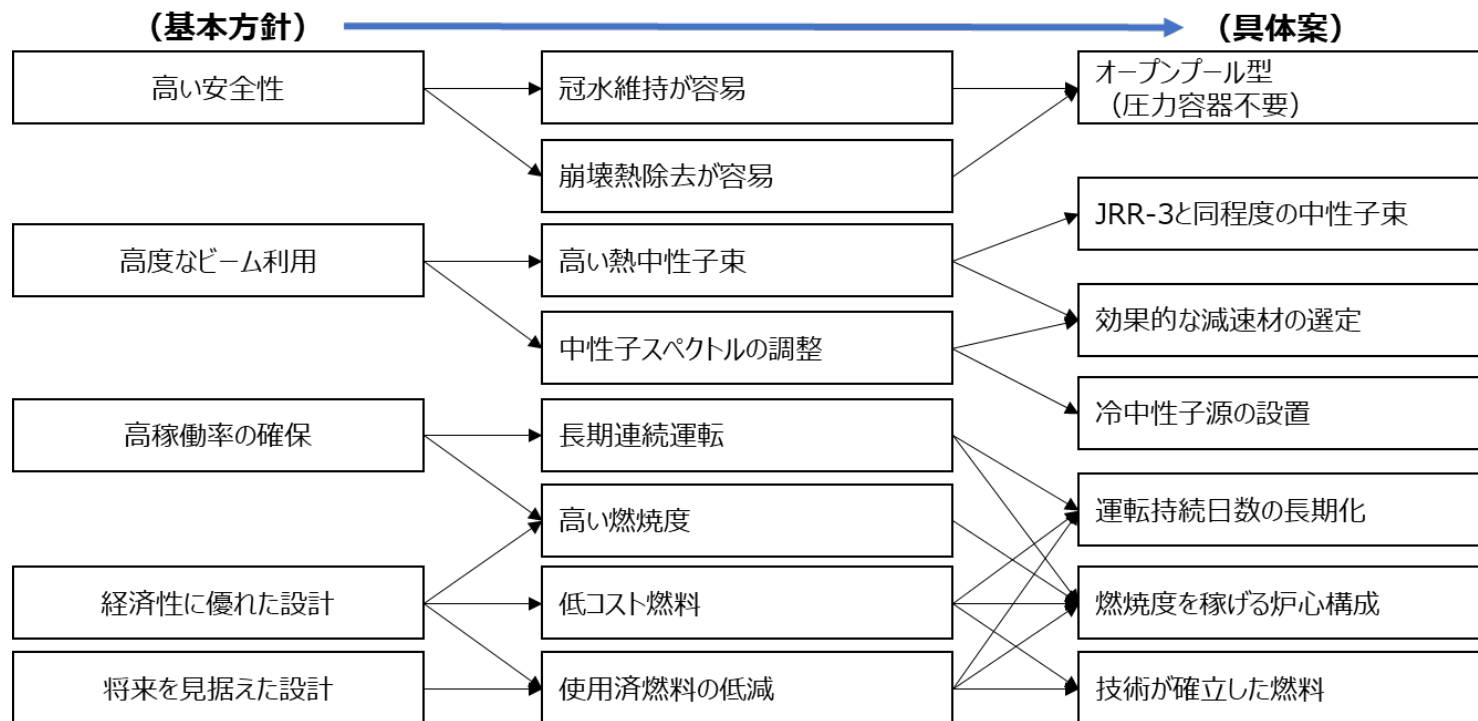 （基本方針）
（具体案）
高い安全性
冠水維持が容易
オープンプール型
（圧力容器不要）
崩壊熱除去が容易
JRR-3と同程度の中性子束
高度なビーム利用
高い熱中性子束
効果的な減速材の選定
中性子スペクトルの調整
冷中性子源の設置
高稼働率の確保
長期連続運転
運転持続日数の長期化
高い燃焼度
経済性に優れた設計
低コスト燃料
燃焼度を稼げる炉心構成
将来を見据えた設計
使用済燃料の低減
技術が確立した燃料